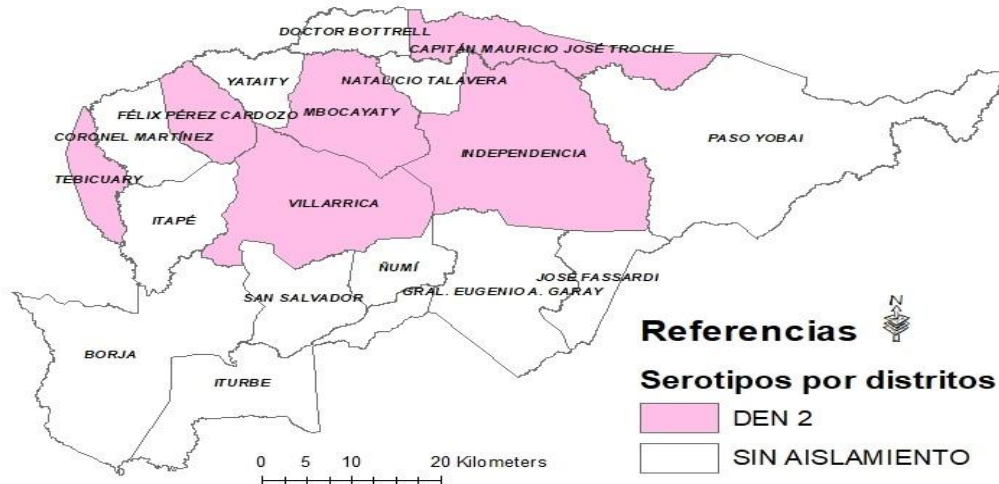 DOCTOR BOTTRELL
CAPITÁN MAURICIO JOSÉ TROCHE
YATAITY
NATALICIO TALAVERA
FÉLIX PÉREZ CARDOZO
MBOCAYATY
CORONEL MARTÍNEZ
PASO YOBAI
INDEPENDENCIA
TEBICUARY
VILLARRICA
ITAPÉ
ÑUMÍ
JOSÉ FASSARDI
SAN SALVADOR
GRAL. EUGENIO A. GARAY
N
Referencias
BORJA
ITURBE
Serotipos por distritos
DEN 2
SIN AISLAMIENTO
0 5 10 20 Kilometers